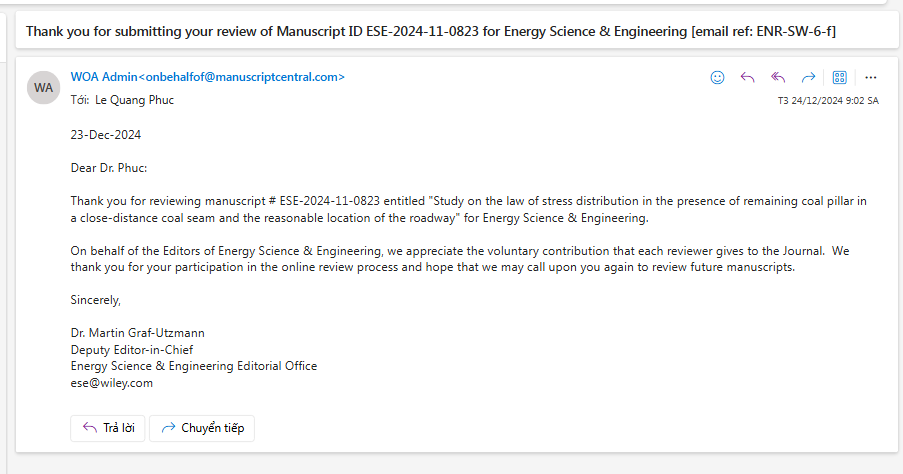 Thank you for submitting your review of Manuscript ID ESE-2024-11-0823 for Energy Science & Engineering [email ref: ENR-SW-6-f]
WA
WOA Admin<onbehalfof@manuscriptcentral.com>
Tới: Le Quang Phuc
T3 24/12/2024 9:02 SA
23-Dec-2024
Dear Dr. Phuc:
Thank you for reviewing manuscript # ESE-2024-11-0823 entitled "Study on the law of stress distribution in the presence of remaining coal pillar in
a close-distance coal seam and the reasonable location of the roadway" for Energy Science & Engineering.
On behalf of the Editors of Energy Science & Engineering, we appreciate the voluntary contribution that each reviewer gives to the Journal.  We
thank you for your participation in the online review process and hope that we may call upon you again to review future manuscripts.
Sincerely,
Dr. Martin Graf-Utzmann
Deputy Editor-in-Chief
Energy Science & Engineering Editorial Office
ese@wiley.com
Trả lời
Chuyển tiếp